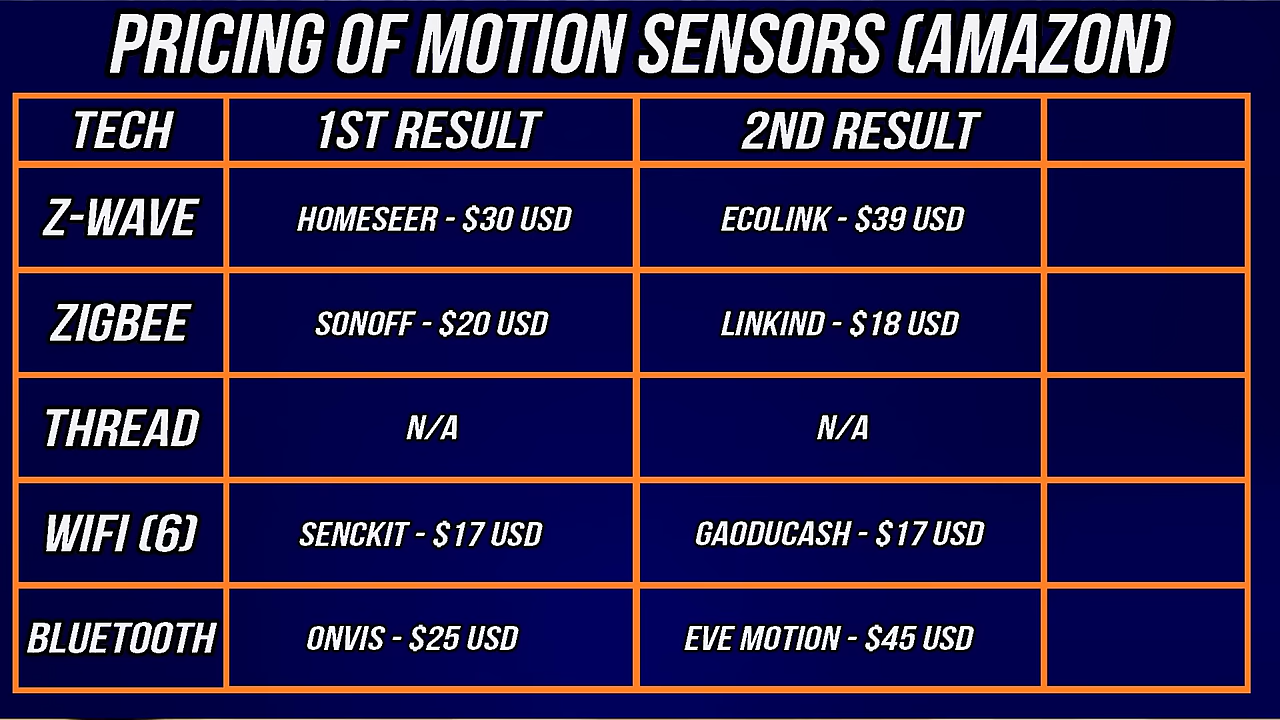 PRICING OF MOTION SENSORS (AMAZON)
TECH 1ST RESULT 2ND RESULT
Z-WAVE HOMESEER - $30 USD ECOLINK - $39 USD
ZIGBEE SONOFF - $20 USD LINKIND - $18 USD
THREAD N/A N/A
WIFI (6) SENCKIT - $17 USD GAODUCASH - $17 USD
BLUETOOTH ONVIS - $25 USD EVE MOTION - $45 USD